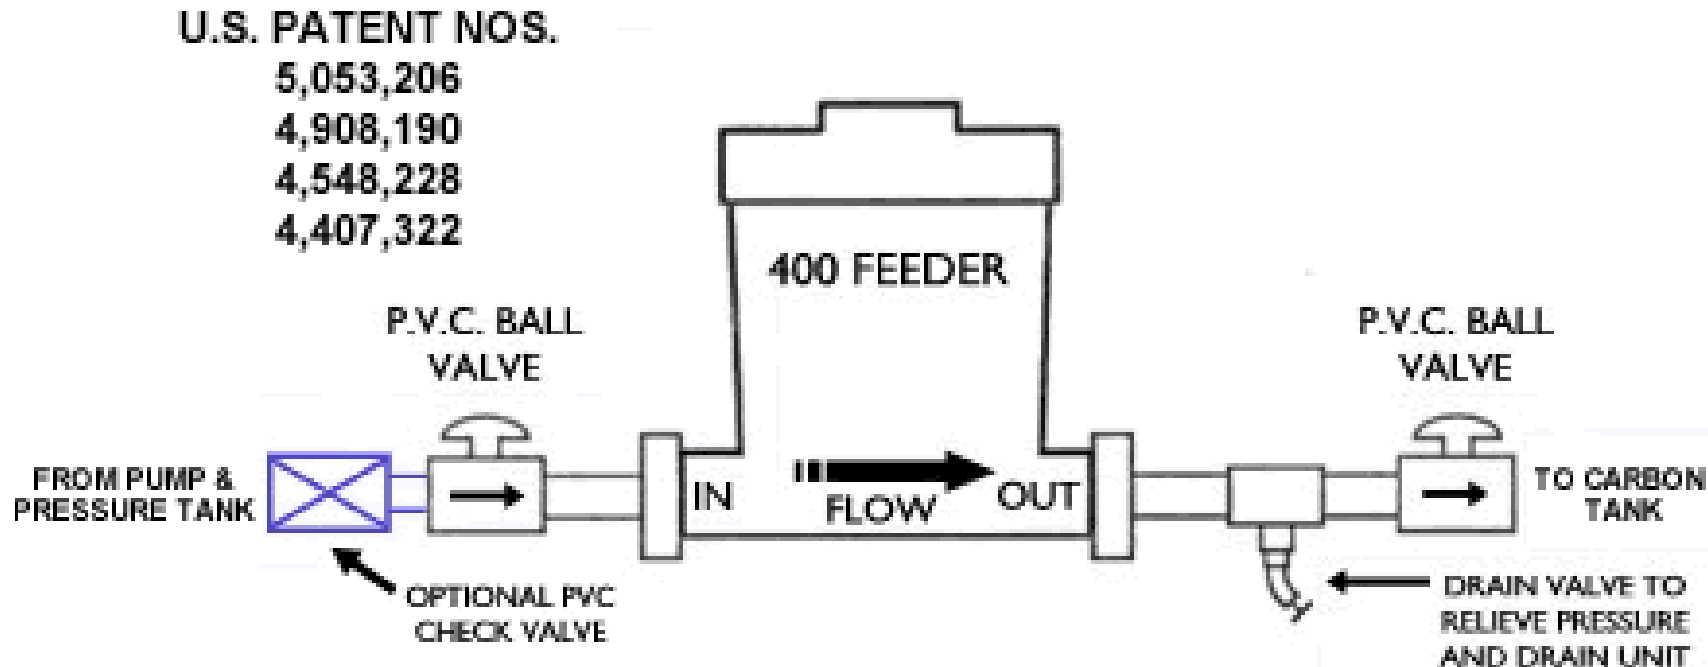 U.S. PATENT NOS.
5,053,206
4,908,190
4,548,228
4,407,322
400 FEEDER
P.V.C. BALL
VALVE
P.V.C. BALL
VALVE
FROM PUMP &
PRESSURE TANK
IN
FLOW
OUT
TO CARBON
TANK
OPTIONAL PVC
CHECK VALVE
DRAIN VALVE TO
RELIEVE PRESSURE
AND DRAIN UNIT